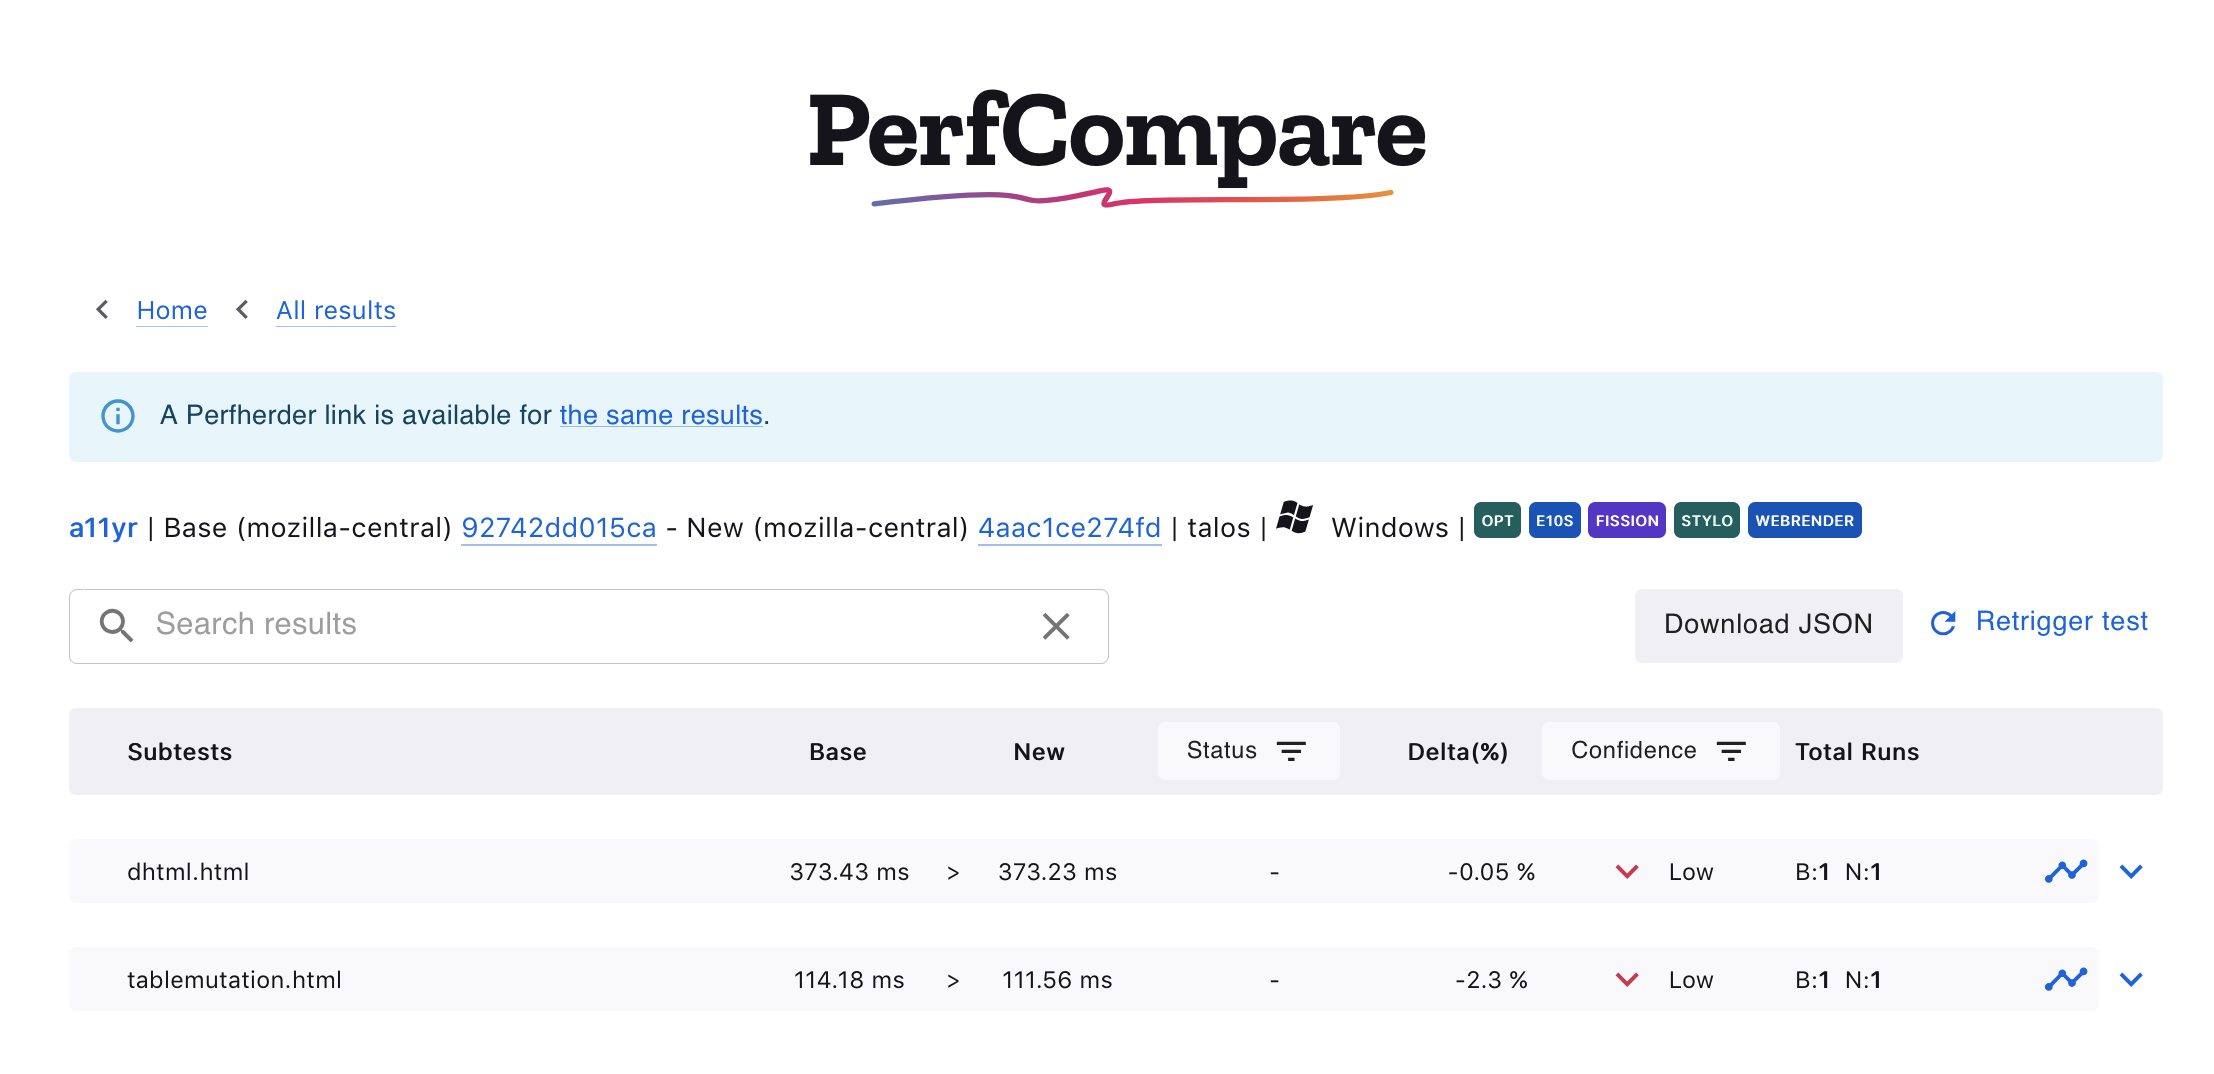 PerfCompare
Home All results
A Perfherder link is available for the same results.
a11yr | Base (mozilla-central) 92742dd015ca - New (mozilla-central) 4aac1ce274fd | talos | Windows | OPT E10S FISSION STYLO WEBRENDER
Search results Download JSON Retrigger test
Subtests Base New Status Delta(%) Confidence Total Runs
dhtml.html 373.43 ms > 373.23 ms - -0.05 % Low B:1 N:1
tablemutation.html 114.18 ms > 111.56 ms - -2.3 % Low B:1 N:1